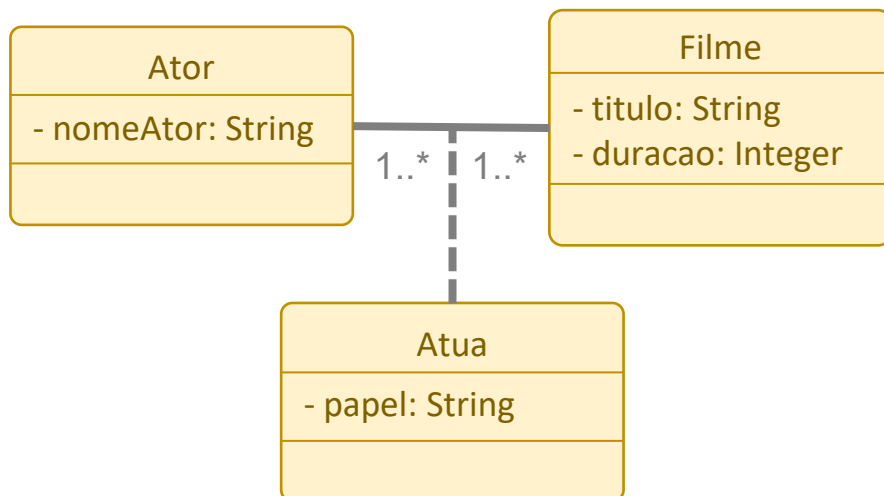 Ator
- nomeAtor: String
Filme
- titulo: String
- duracao: Integer
1..*
1..*
Atua
- papel: String